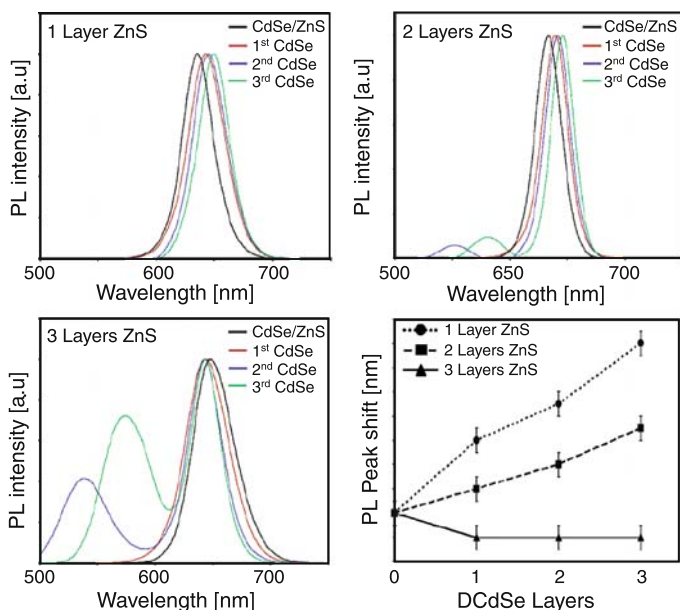 1 Layer ZnS
CdSe/ZnS
1st CdSe
2nd CdSe
3rd CdSe
PL intensity [a.u]
500
600
700
Wavelength [nm]
2 Layers ZnS
CdSe/ZnS
1st CdSe
2nd CdSe
3rd CdSe
PL intensity [a.u]
500
650
700
Wavelength [nm]
3 Layers ZnS
CdSe/ZnS
1st CdSe
2nd CdSe
3rd CdSe
PL intensity [a.u]
500
600
700
Wavelength [nm]
1 Layer ZnS
2 Layers ZnS
3 Layers ZnS
PL Peak shift [nm]
0
1
2
3
DCdSe Layers